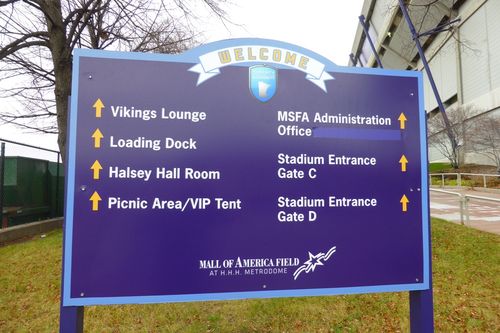 WELCOME
Vikings Lounge
Loading Dock
Halsey Hall Room
Picnic Area/VIP Tent
MSFA Administration
Office
Stadium Entrance
Gate C
Stadium Entrance
Gate D
MALL OF AMERICA FIELD
AT H.H.H. METRODOME